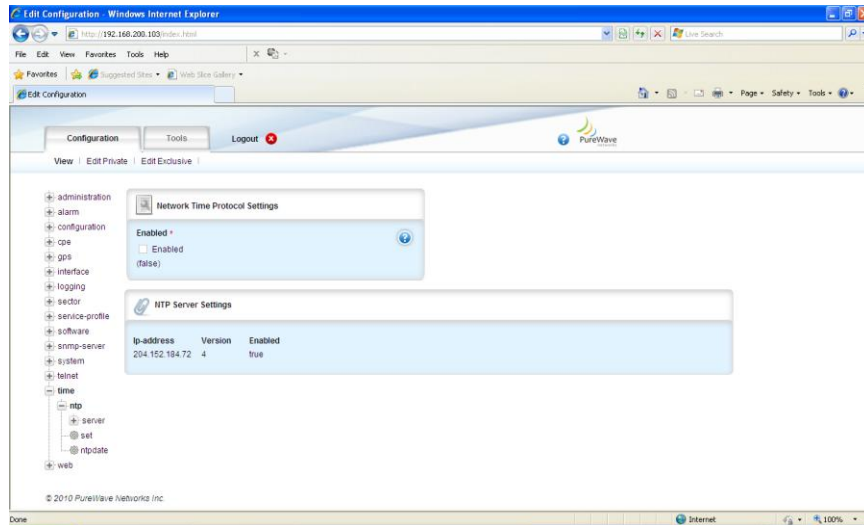 Edit Configuration - Windows Internet Explorer
http://192.168.200.103/index.html
Live Search
File Edit View Favorites Tools Help
Favorites Suggested Sites Web Slice Gallery
Edit Configuration
Page Safety Tools
Configuration Tools Logout
PureWave
View | Edit Private | Edit Exclusive |
administration
alarm
configuration
cpe
gps
interface
logging
sector
service-profile
software
snmp-server
system
telnet
time
ntp
server
set
ntpdate
web
Network Time Protocol Settings
Enabled *
Enabled
(false)
NTP Server Settings
Ip-address Version Enabled
204.152.184.72 4 true
© 2010 PureWave Networks Inc.
Done Internet 100%